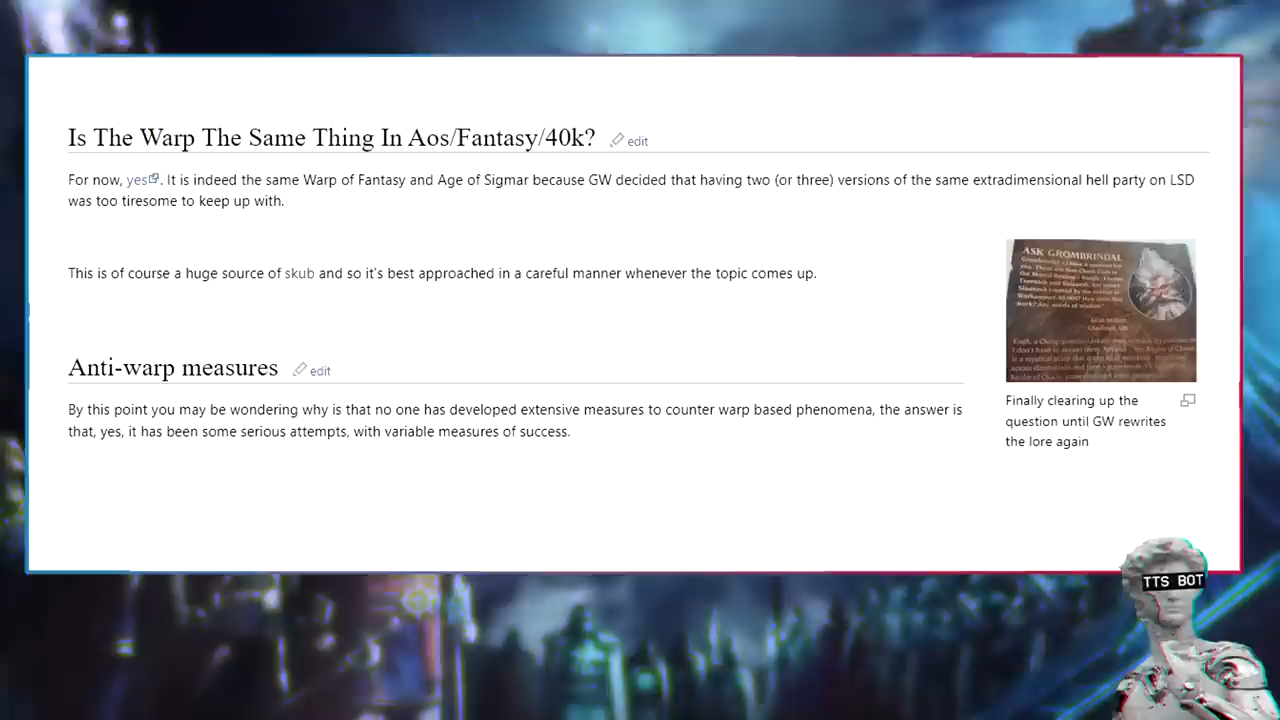 Is The Warp The Same Thing In Aos/Fantasy/40k? edit
For now, yes. It is indeed the same Warp of Fantasy and Age of Sigmar because GW decided that having two (or three) versions of the same extradimensional hell party on LSD
was too tiresome to keep up with.
This is of course a huge source of skub and so it's best approached in a careful manner whenever the topic comes up.
ASK GROMBRINDAL
Anti-warp measures edit
By this point you may be wondering why is that no one has developed extensive measures to counter warp based phenomena, the answer is
that, yes, it has been some serious attempts, with variable measures of success.
Finally clearing up the
question until GW rewrites
the lore again
TTS BOT